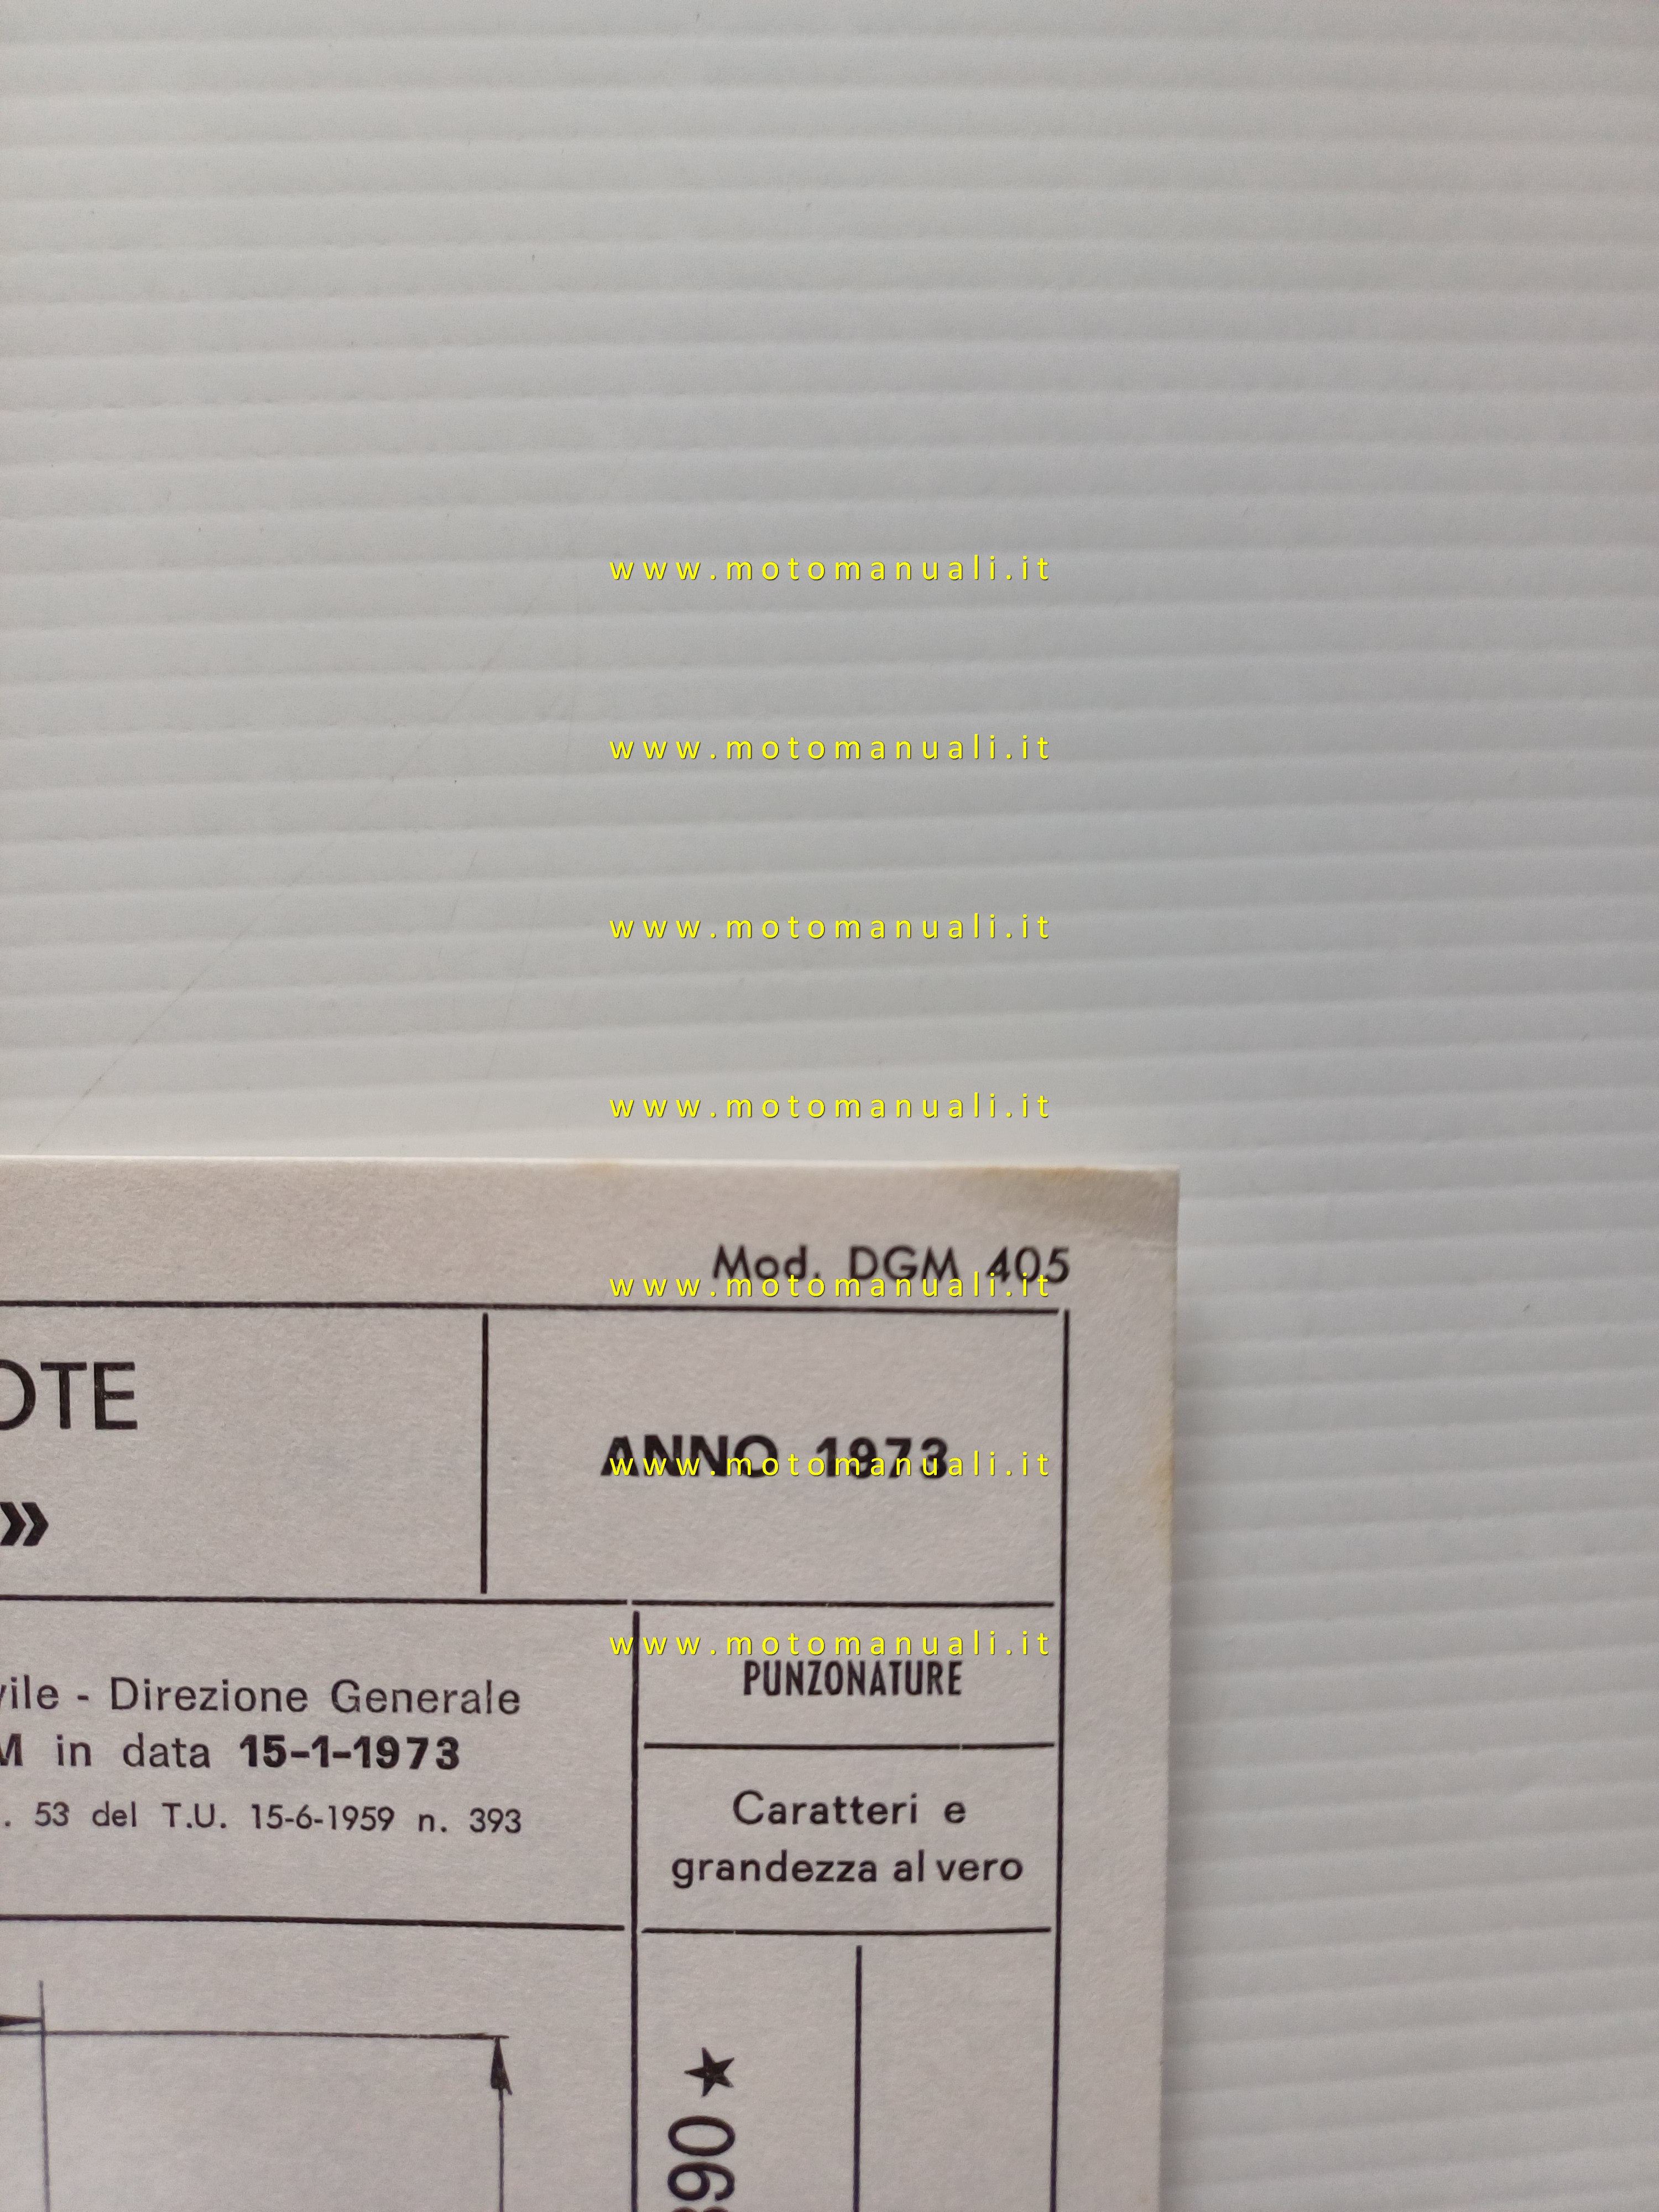 www.motomanuali.it
www.motomanuali.it
www.motomanuali.it
www.motomanuali.it
Mod. DGM 405
www.motomanuali.it
OTE
ANNO 1973
www.motomanuali.it
»
www.motomanuali.it
PUNZONATURE
vile - Direzione Generale
M in data 15-1-1973
. 53 del T.U. 15-6-1959 n. 393
Caratteri e
grandezza al vero
390 ★